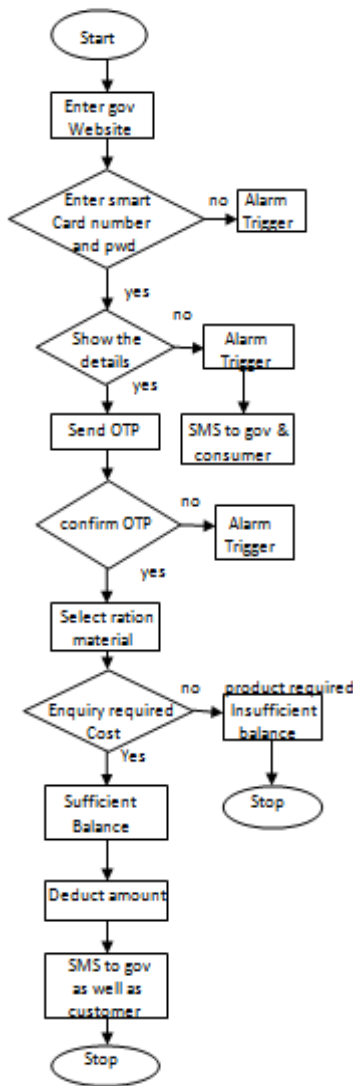 Start
Enter gov
Website
Enter smart
Card number
and pwd
no
Alarm
Trigger
yes
Show the
details
no
Alarm
Trigger
yes
Send OTP
SMS to gov &
consumer
confirm OTP
no
Alarm
Trigger
yes
Select ration
material
Enquiry required
Cost
no
product required
Insufficient
balance
Yes
Stop
Sufficient
Balance
Deduct amount
SMS to gov
as well as
customer
Stop